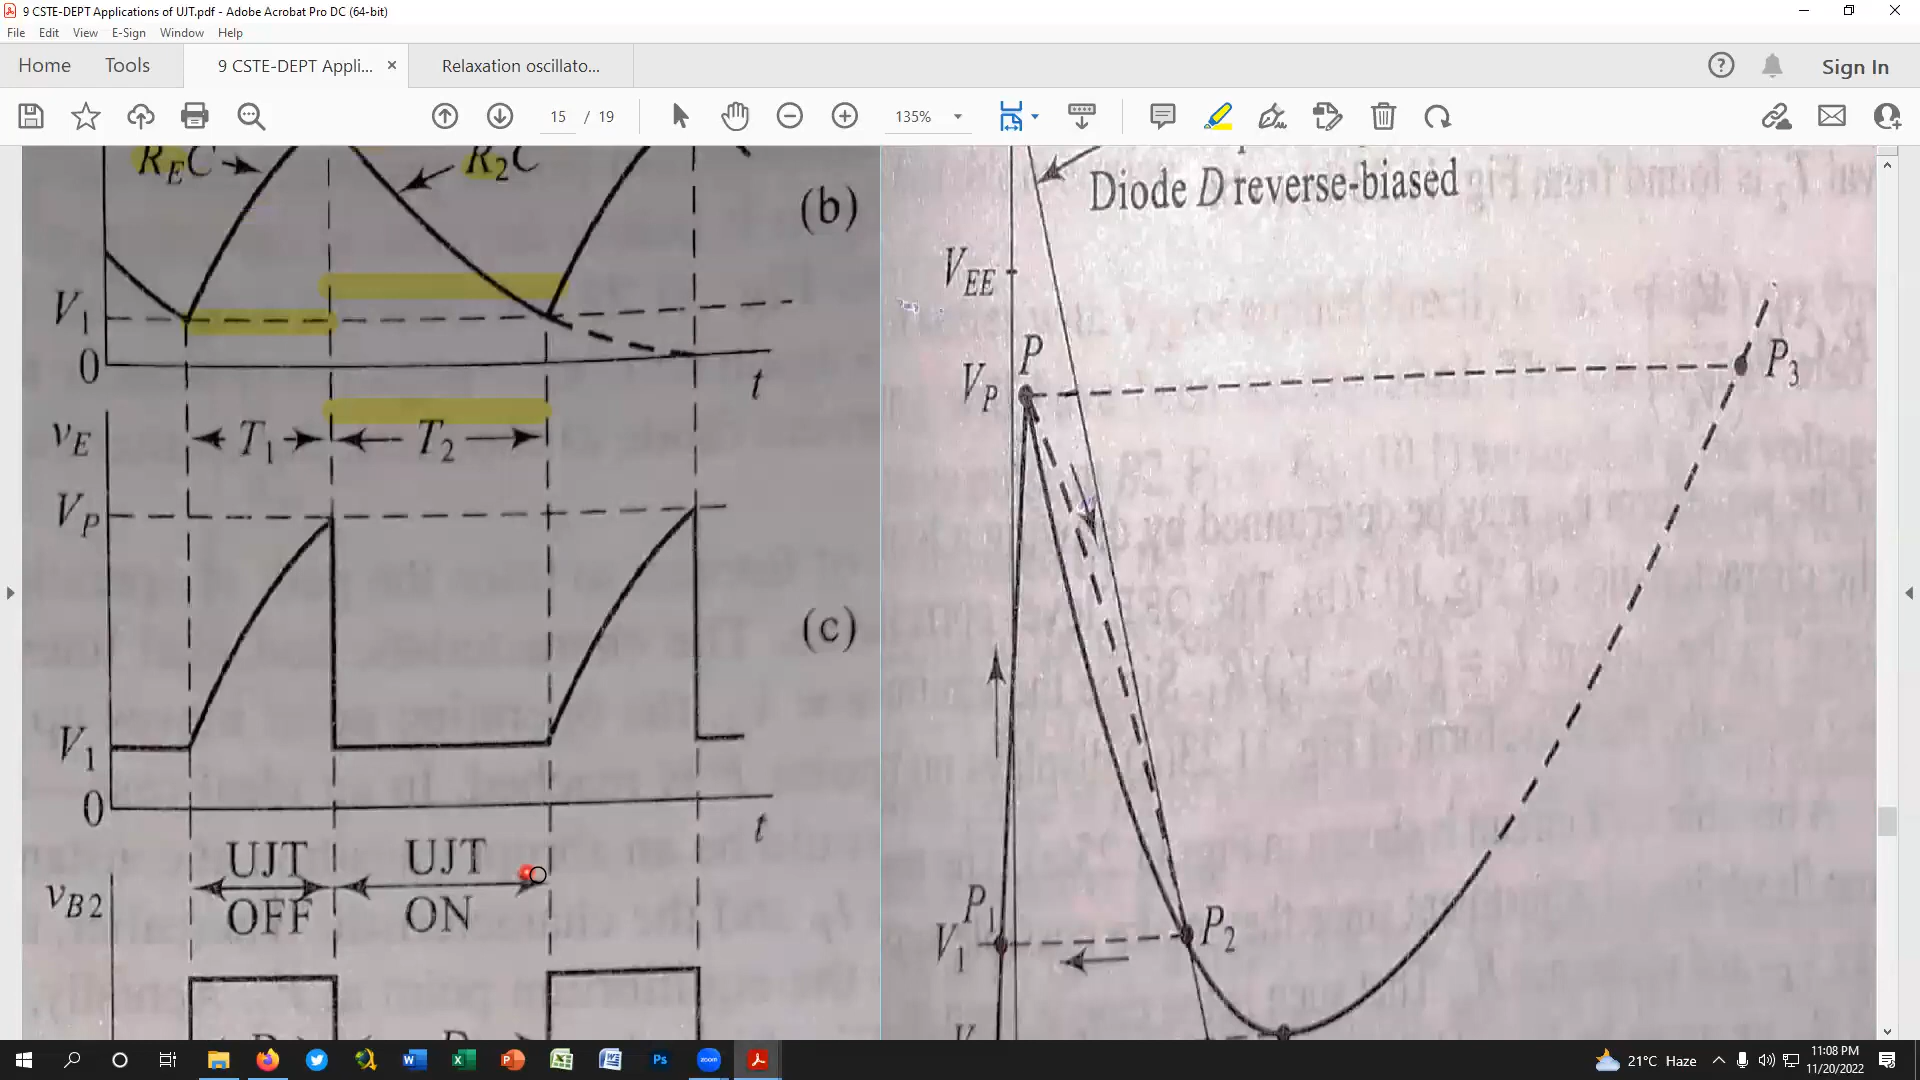 9 CSTE-DEPT Applications of UJT.pdf - Adobe Acrobat Pro DC (64-bit)
File Edit View E-Sign Window Help
Home Tools 9 CSTE-DEPT Appli... × Relaxation oscillato... ? Sign In
15 / 19 135%
R_E C R_2 C
(b)
V_1
0
t
v_E T_1 T_2
V_P
(c)
V_1
0
t
UJT OFF
UJT ON
v_B2
Diode D reverse-biased
V_EE
P
V_P
P_3
P_1
V_1
P_2
21°C Haze
11:08 PM
11/20/2022